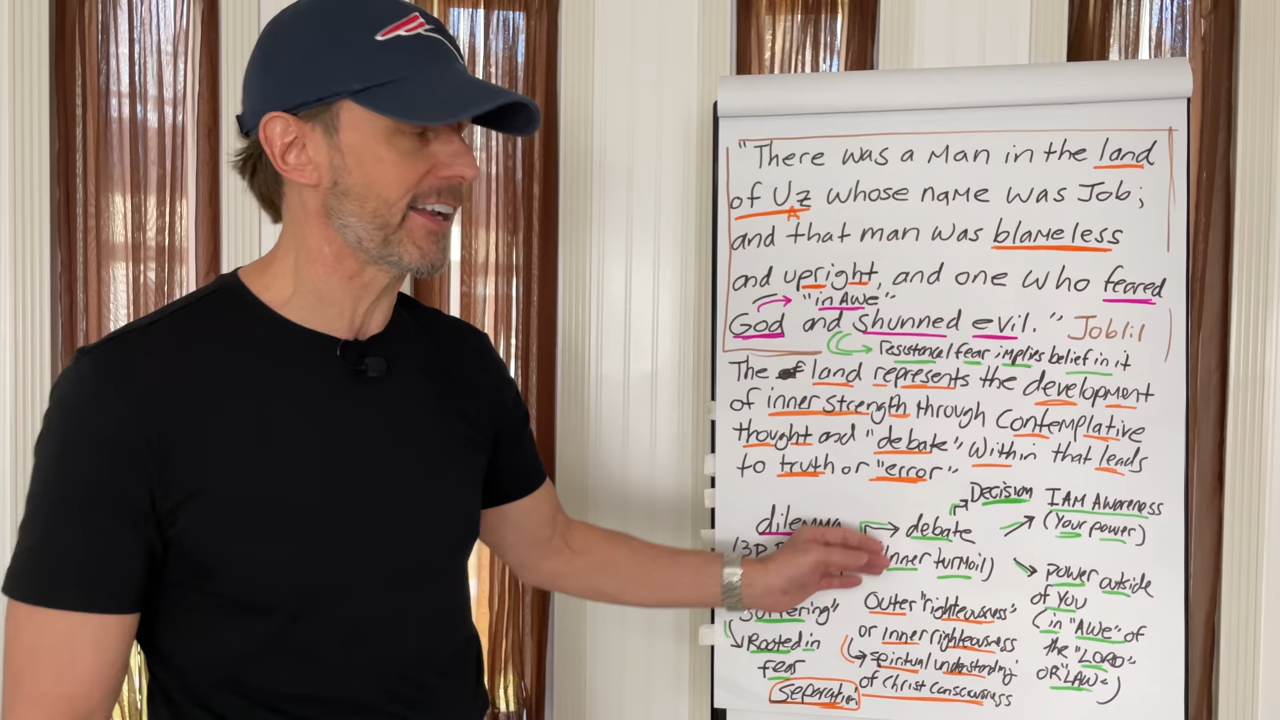 "There was a Man in the land
of Uz whose name was Job;
and that man was blameless
and upright, and one who feared
"in AWe"
God and shunned evil." Job 1:1
Resistance/fear implies belief in it
The land represents the development
of inner strength through Contemplative
thought and "debate" Within that leads
to truth or "error"
Decision
dilemma
debate
I AM AWareness
(Your power)
(3D
inner turmoil)
power outside
of You
(in "AWe" of
the "LORD"
OR "LAW")
Suffering"
Rooted in
fear
Separation
Outer "righteousness"
or inner righteousness
spiritual understanding
of Christ consciousness